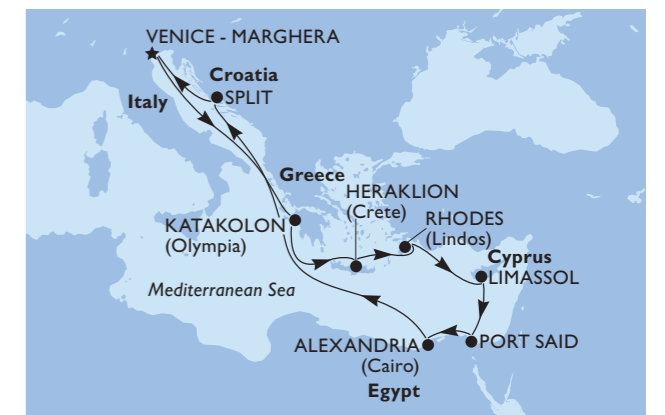 VENICE - MARGHERA
Croatia
SPLIT
Italy
Greece
HERAKLION
(Crete)
KATAKOLON
(Olympia)
RHODES
(Lindos)
Cyprus
LIMASSOL
Mediterranean Sea
ALEXANDRIA
(Cairo)
PORT SAID
Egypt